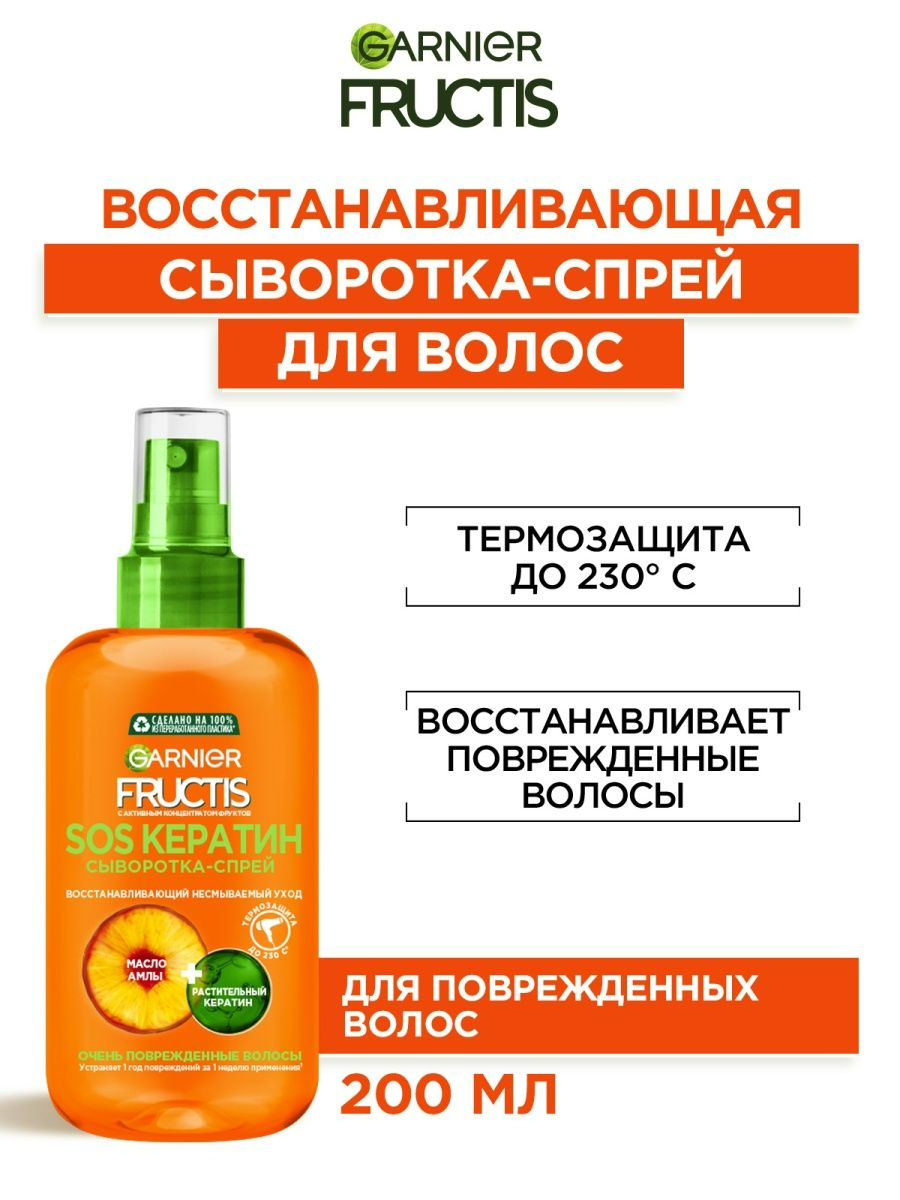 GARNIER
FRUCTIS
ВОССТАНАВЛИВАЮЩАЯ
СЫВОРОТКА-СПРЕЙ
ДЛЯ ВОЛОС
ТЕРМОЗАЩИТА
ДО 230° С
ВОССТАНАВЛИВАЕТ
ПОВРЕЖДЕННЫЕ
ВОЛОСЫ
СДЕЛАНО НА 100%
ИЗ ПЕРЕРАБОТАННОГО ПЛАСТИКА*
GARNIER
FRUCTIS
С АКТИВНЫМ КОНЦЕНТРАТОМ ФРУКТОВ
SOS КЕРАТИН
СЫВОРОТКА-СПРЕЙ
ВОССТАНАВЛИВАЮЩИЙ НЕСМЫВАЕМЫЙ УХОД
ТЕРМОЗАЩИТА
ДО 230 С°
МАСЛО
АМЛЫ
+
РАСТИТЕЛЬНЫЙ
КЕРАТИН
ОЧЕНЬ ПОВРЕЖДЕННЫЕ ВОЛОСЫ
Устраняет 1 год повреждений за 1 неделю применения¹
ДЛЯ ПОВРЕЖДЕННЫХ
ВОЛОС
200 МЛ